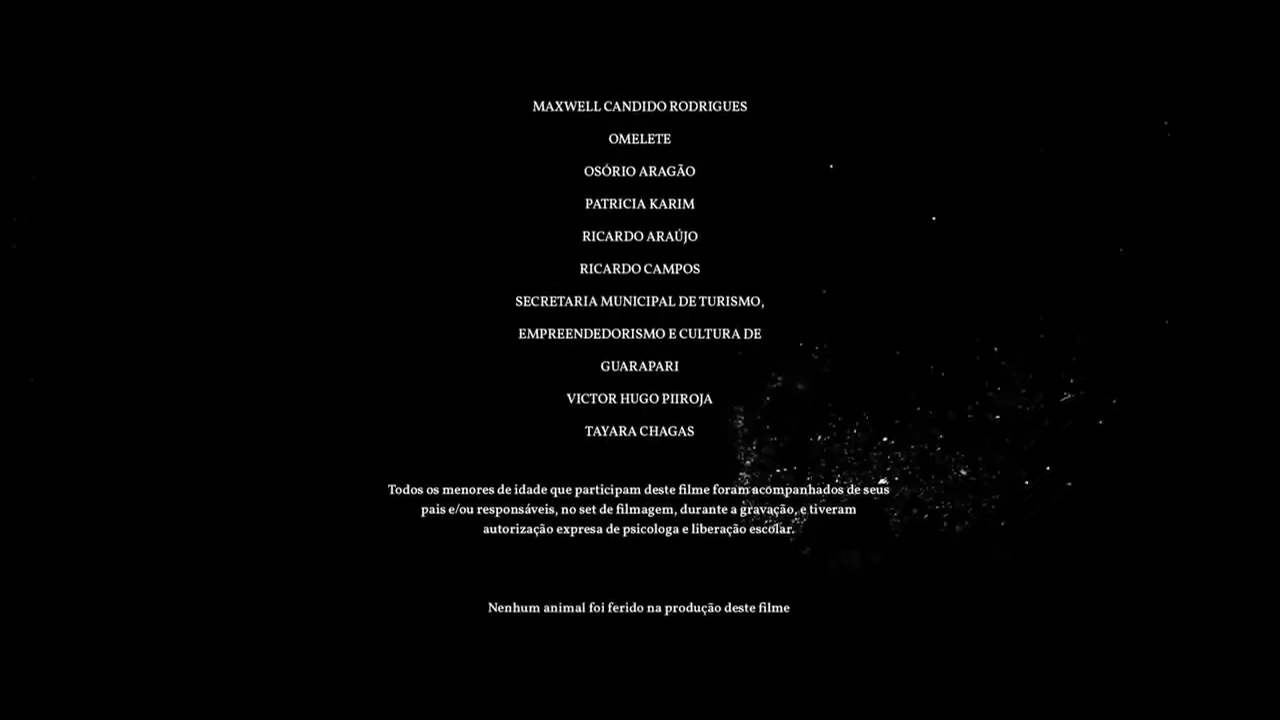 MAXWELL CANDIDO RODRIGUES
OMELETE
OSÓRIO ARAGÃO
PATRICIA KARIM
RICARDO ARAÚJO
RICARDO CAMPOS
SECRETARIA MUNICIPAL DE TURISMO,
EMPREENDEDORISMO E CULTURA DE
GUARAPARI
VICTOR HUGO PIIROJA
TAYARA CHAGAS
Todos os menores de idade que participam deste filme foram acompanhados de seus
pais e/ou responsáveis, no set de filmagem, durante a gravação, e tiveram
autorização expresa de psicologa e liberação escolar.
Nenhum animal foi ferido na produção deste filme